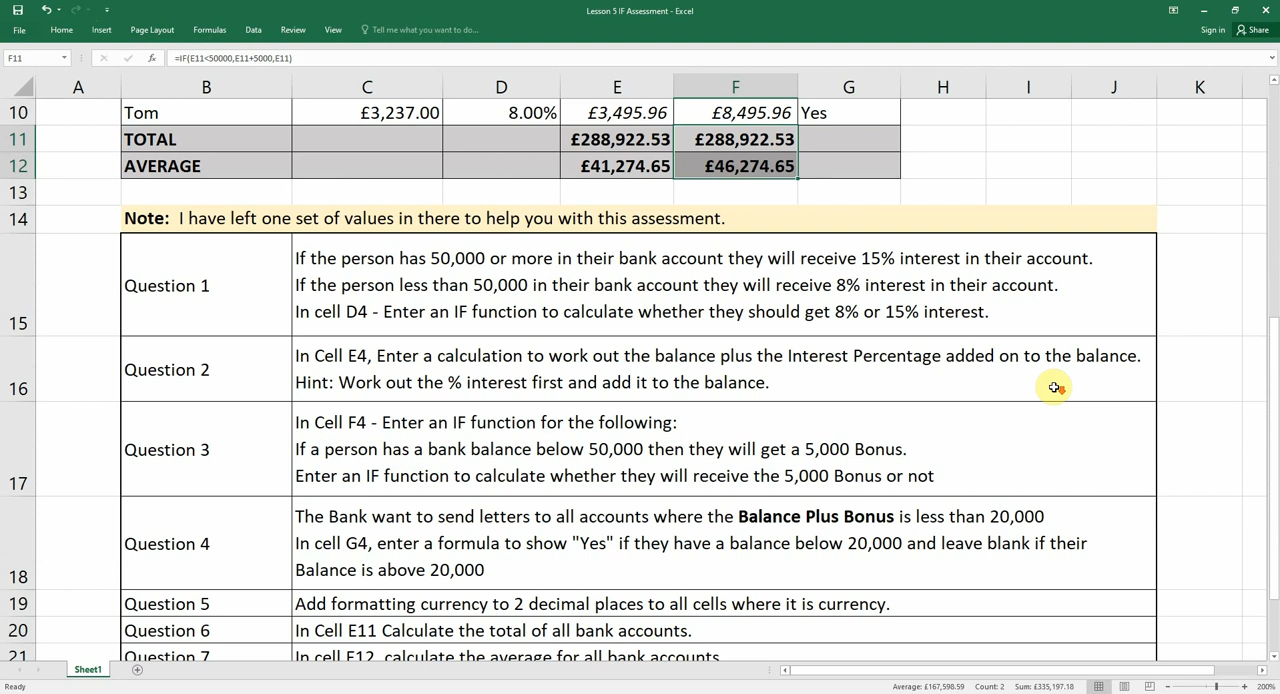 Lesson 5 IF Assessment - Excel
File Home Insert Page Layout Formulas Data Review View Tell me what you want to do... Sign in Share
F11 fx =IF(E11<50000,E11+5000,E11)
A B C D E F G H I J K
10 Tom £3,237.00 8.00% £3,495.96 £8,495.96 Yes
11 TOTAL £288,922.53 £288,922.53
12 AVERAGE £41,274.65 £46,274.65
13
14 Note: I have left one set of values in there to help you with this assessment.
If the person has 50,000 or more in their bank account they will receive 15% interest in their account.
Question 1 If the person less than 50,000 in their bank account they will receive 8% interest in their account.
15 In cell D4 - Enter an IF function to calculate whether they should get 8% or 15% interest.
In Cell E4, Enter a calculation to work out the balance plus the Interest Percentage added on to the balance.
Question 2
16 Hint: Work out the % interest first and add it to the balance.
In Cell F4 - Enter an IF function for the following:
Question 3 If a person has a bank balance below 50,000 then they will get a 5,000 Bonus.
17 Enter an IF function to calculate whether they will receive the 5,000 Bonus or not
The Bank want to send letters to all accounts where the Balance Plus Bonus is less than 20,000
Question 4 In cell G4, enter a formula to show "Yes" if they have a balance below 20,000 and leave blank if their
18 Balance is above 20,000
19 Question 5 Add formatting currency to 2 decimal places to all cells where it is currency.
20 Question 6 In Cell E11 Calculate the total of all bank accounts.
21 Question 7 In cell E12, calculate the average for all bank accounts
Sheet1
Ready Average: £167,598.59 Count: 2 Sum: £335,197.18 200%